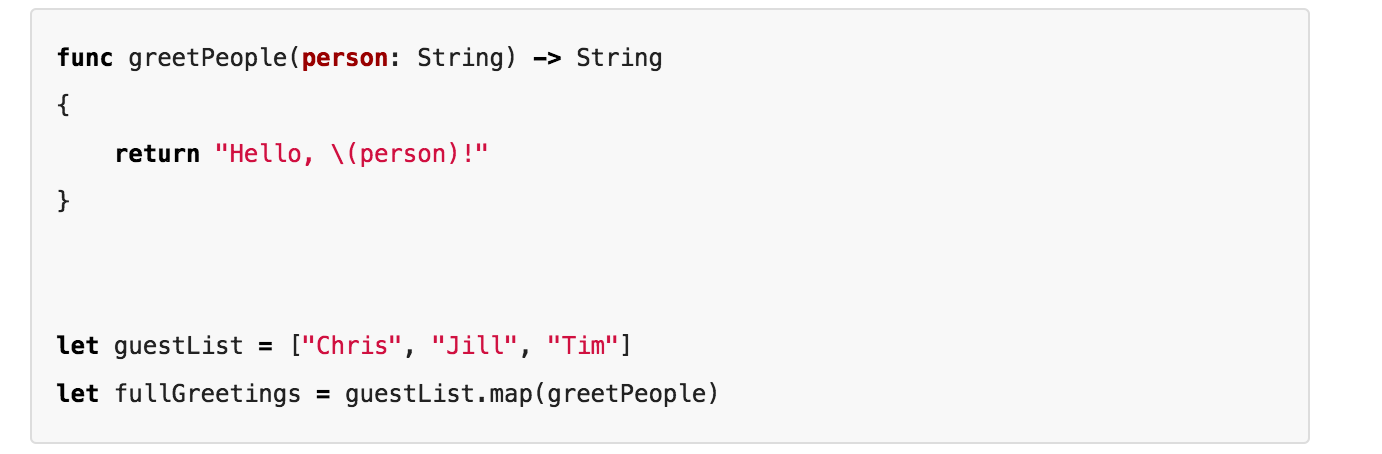 func greetPeople(person: String) -> String
{
    return "Hello, \(person)!"
}
let guestList = ["Chris", "Jill", "Tim"]
let fullGreetings = guestList.map(greetPeople)